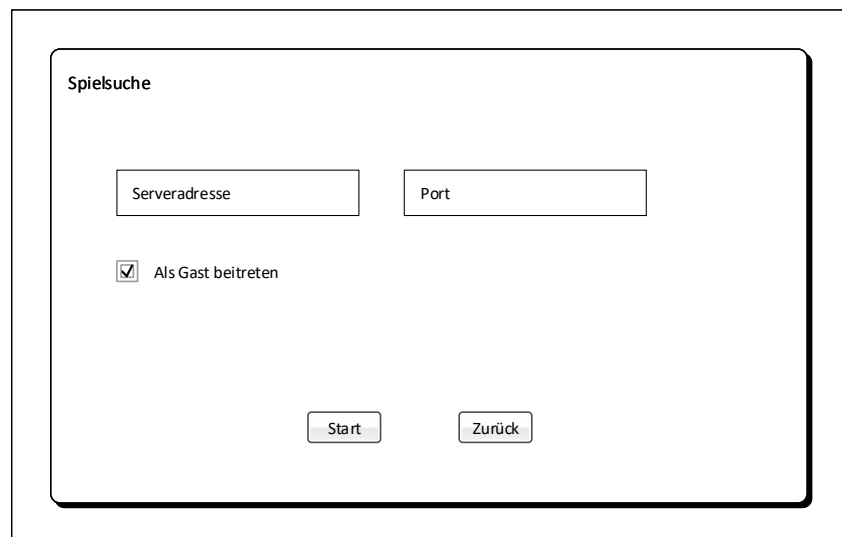 Spielsuche
Serveradresse
Port
Als Gast beitreten
Start
Zurück